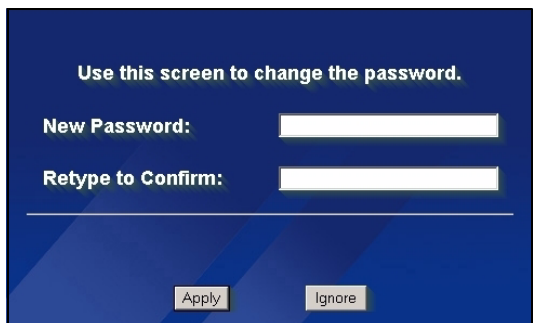 Use this screen to change the password.
New Password:
Retype to Confirm:
Apply Ignore